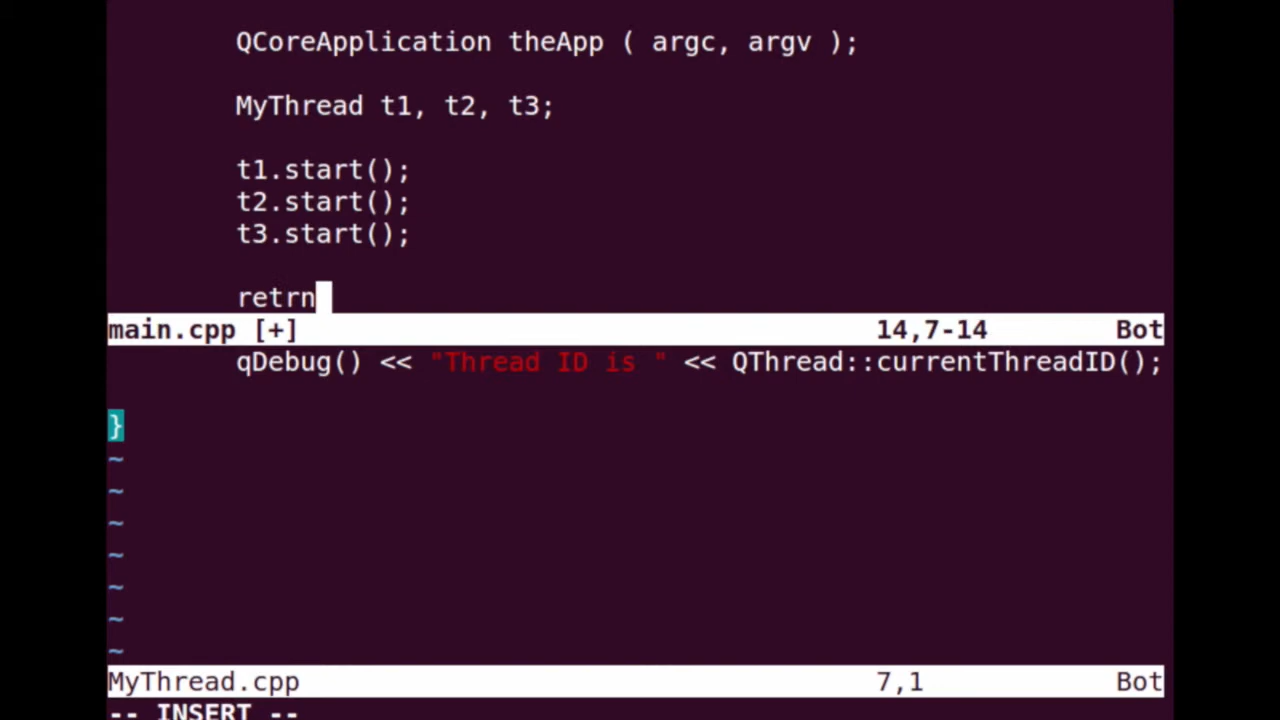 QCoreApplication theApp ( argc, argv );
MyThread t1, t2, t3;
t1.start();
t2.start();
t3.start();
retrn
main.cpp [+] 14,7-14 Bot
qDebug() << "Thread ID is " << QThread::currentThreadID();
}
~
~
~
~
~
~
~
MyThread.cpp 7,1 Bot
-- INSERT --